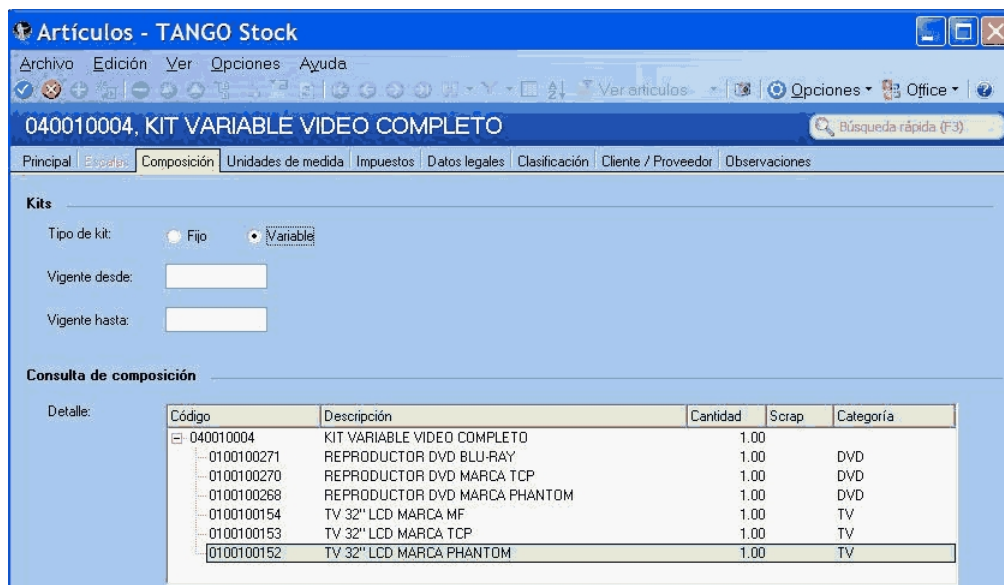 Artículos - TANGO Stock
Archivo Edición Ver Opciones Ayuda
Ver artículos Opciones Office
040010004, KIT VARIABLE VIDEO COMPLETO
Búsqueda rápida (F3)
Principal Escalas Composición Unidades de medida Impuestos Datos legales Clasificación Cliente / Proveedor Observaciones
Kits
Tipo de kit: Fijo Variable
Vigente desde:
Vigente hasta:
Consulta de composición
Detalle:
Código Descripción Cantidad Scrap Categoría
040010004 KIT VARIABLE VIDEO COMPLETO 1.00
0100100271 REPRODUCTOR DVD BLU-RAY 1.00 DVD
0100100270 REPRODUCTOR DVD MARCA TCP 1.00 DVD
0100100268 REPRODUCTOR DVD MARCA PHANTOM 1.00 DVD
0100100154 TV 32" LCD MARCA MF 1.00 TV
0100100153 TV 32" LCD MARCA TCP 1.00 TV
0100100152 TV 32" LCD MARCA PHANTOM 1.00 TV